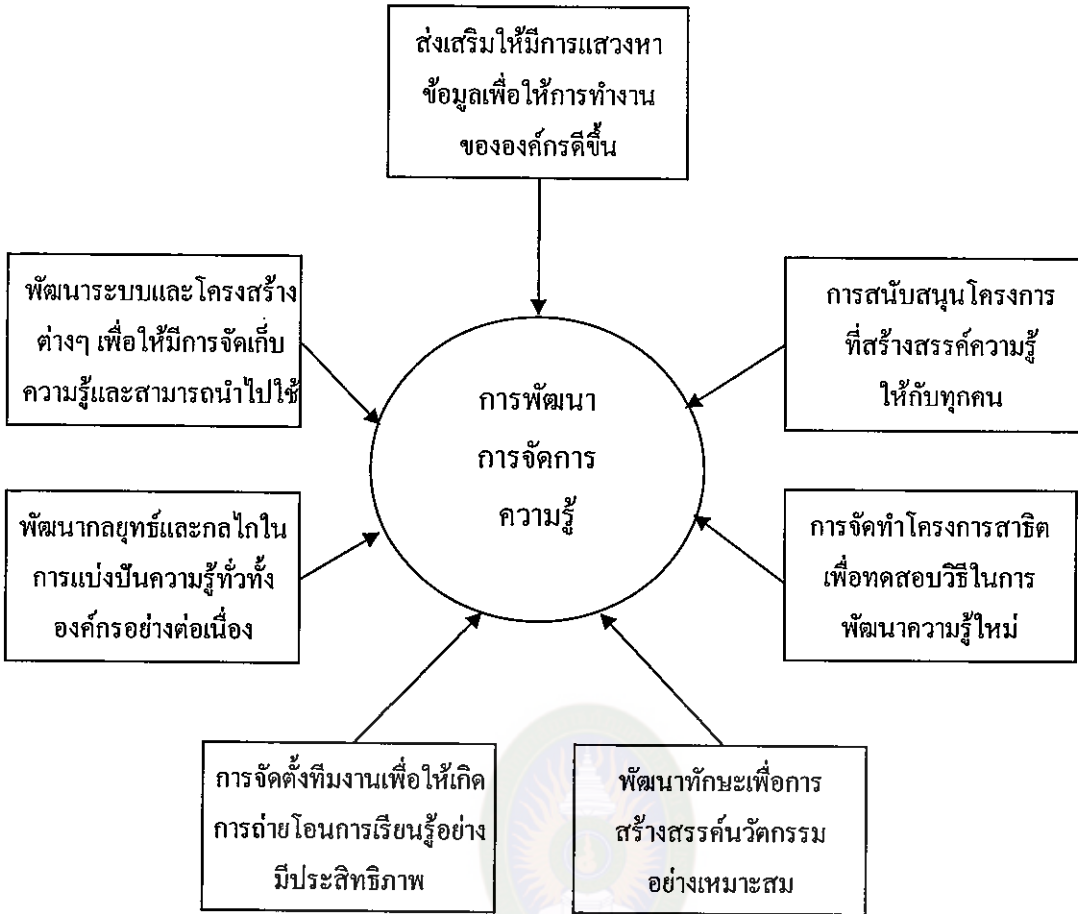 ส่งเสริมให้มีการแสวงหา
ข้อมูลเพื่อให้การทำงาน
ขององค์กรดีขึ้น
พัฒนาระบบและโครงสร้าง
ต่างๆ เพื่อให้มีการจัดเก็บ
ความรู้และสามารถนำไปใช้
การสนับสนุนโครงการ
ที่สร้างสรรค์ความรู้
ให้กับทุกคน
การพัฒนา
การจัดการ
ความรู้
พัฒนากลยุทธ์และกลไกใน
การแบ่งปันความรู้ทั่วทั้ง
องค์กรอย่างต่อเนื่อง
การจัดทำโครงการสาธิต
เพื่อทดสอบวิธีในการ
พัฒนาความรู้ใหม่
การจัดตั้งทีมงานเพื่อให้เกิด
การถ่ายโอนการเรียนรู้อย่าง
มีประสิทธิภาพ
พัฒนาทักษะเพื่อการ
สร้างสรรค์นวัตกรรม
อย่างเหมาะสม